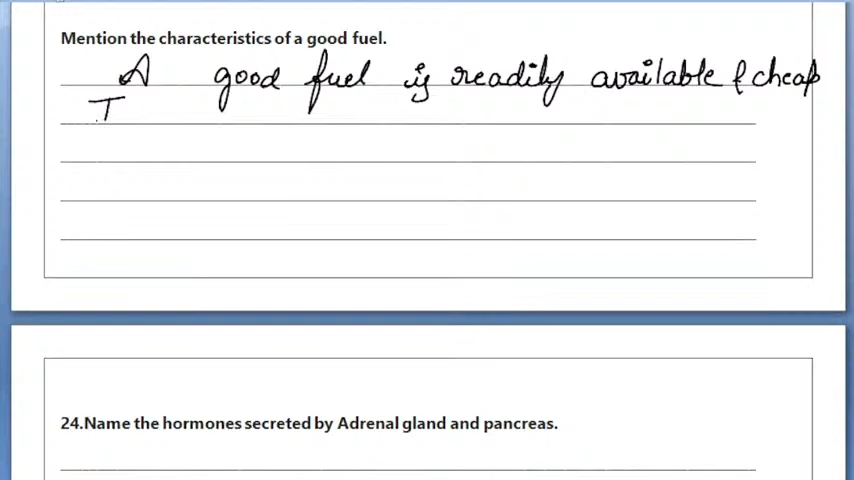 Mention the characteristics of a good fuel.
A good fuel is readily available & cheap
T
24.Name the hormones secreted by Adrenal gland and pancreas.